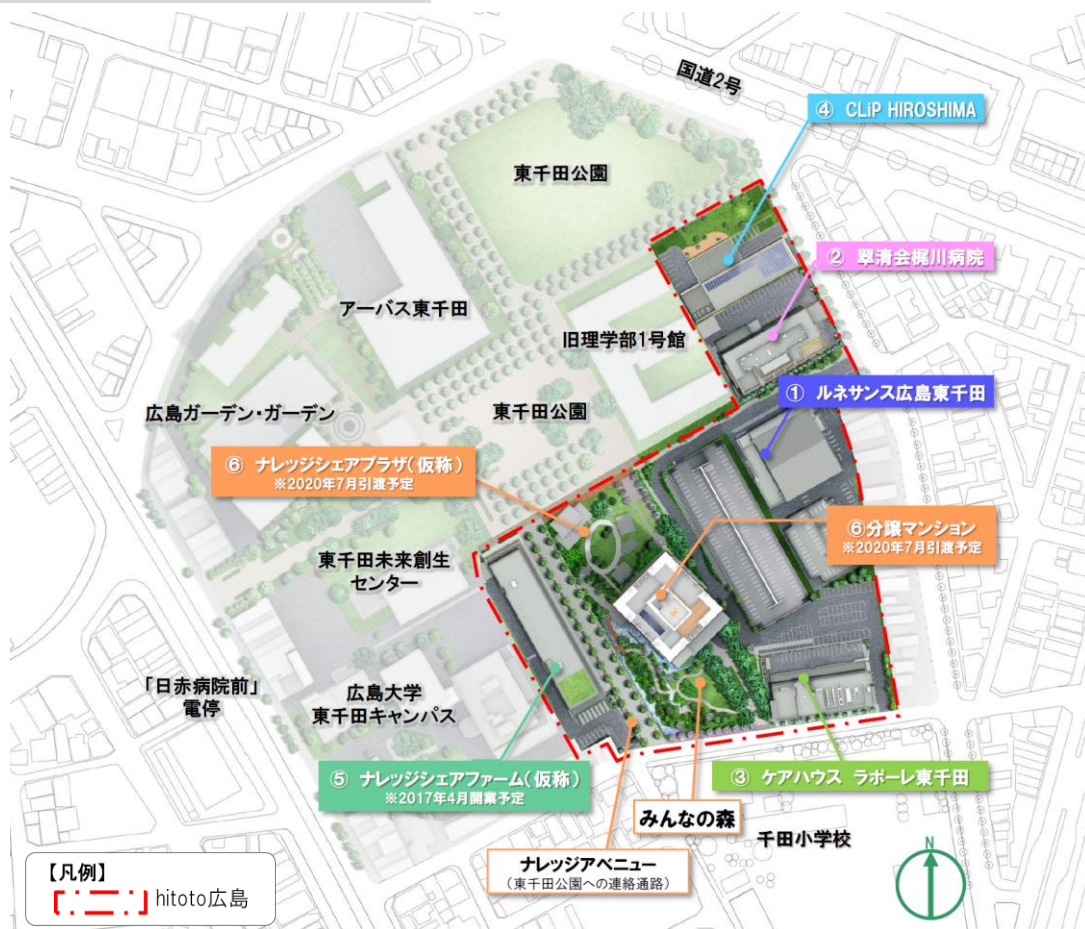 国道2号
④ CLiP HIROSHIMA
東千田公園
② 翠清会梶川病院
アーバス東千田
旧理学部1号館
① ルネサンス広島東千田
広島ガーデン・ガーデン
東千田公園
⑥ ナレッジシェアプラザ(仮称)
※2020年7月引渡予定
⑥分譲マンション
※2020年7月引渡予定
東千田未来創生
センター
「日赤病院前」
電停
広島大学
東千田キャンパス
⑤ ナレッジシェアファーム(仮称)
※2017年4月開業予定
③ ケアハウス ラポーレ東千田
みんなの森
千田小学校
ナレッジアベニュー
(東千田公園への連絡通路)
N
【凡例】
hitoto広島